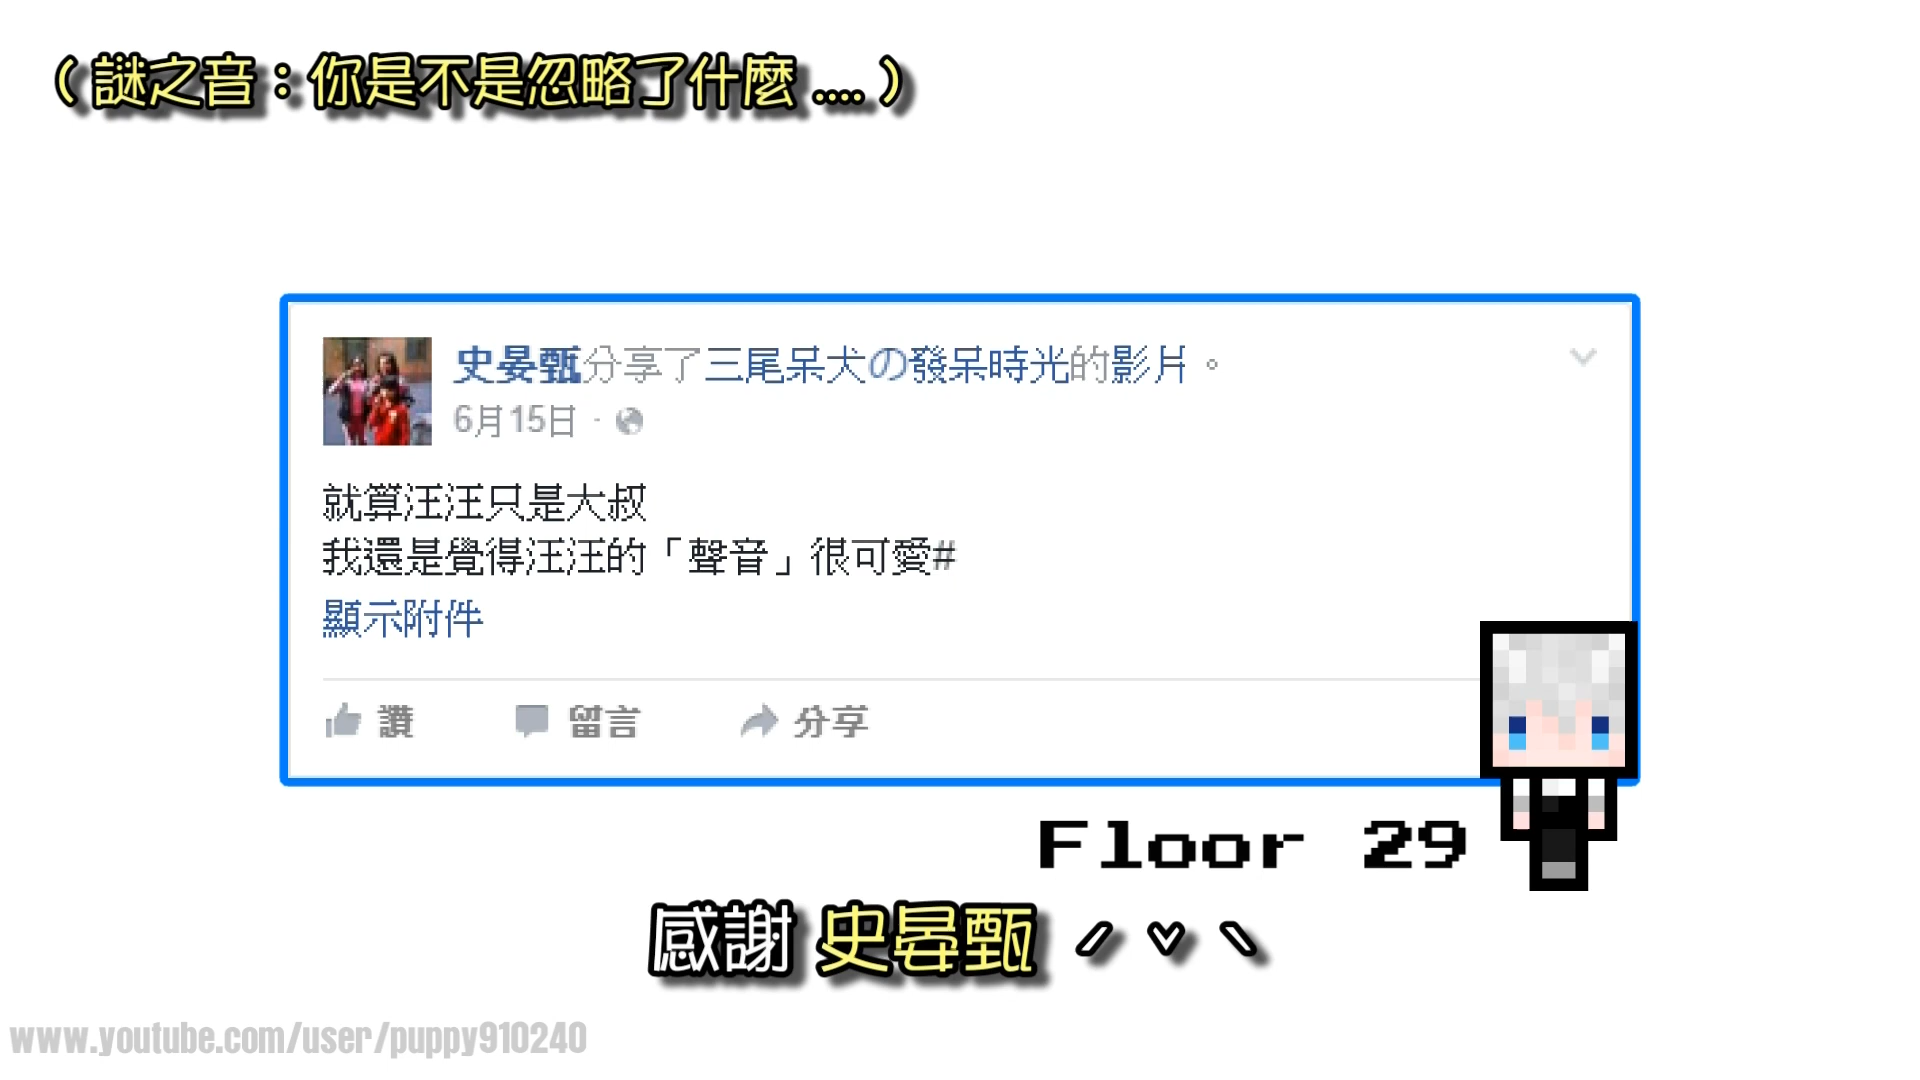 （謎之音：你是不是忽略了什麼....）
史晏甄分享了三尾呆犬の發呆時光的影片。
6月15日 ·
就算汪汪只是大叔
我還是覺得汪汪的「聲音」很可愛#
顯示附件
讚 留言 分享
Floor 29
感謝 史晏甄 ／ˇ＼
www.youtube.com/user/puppy910240